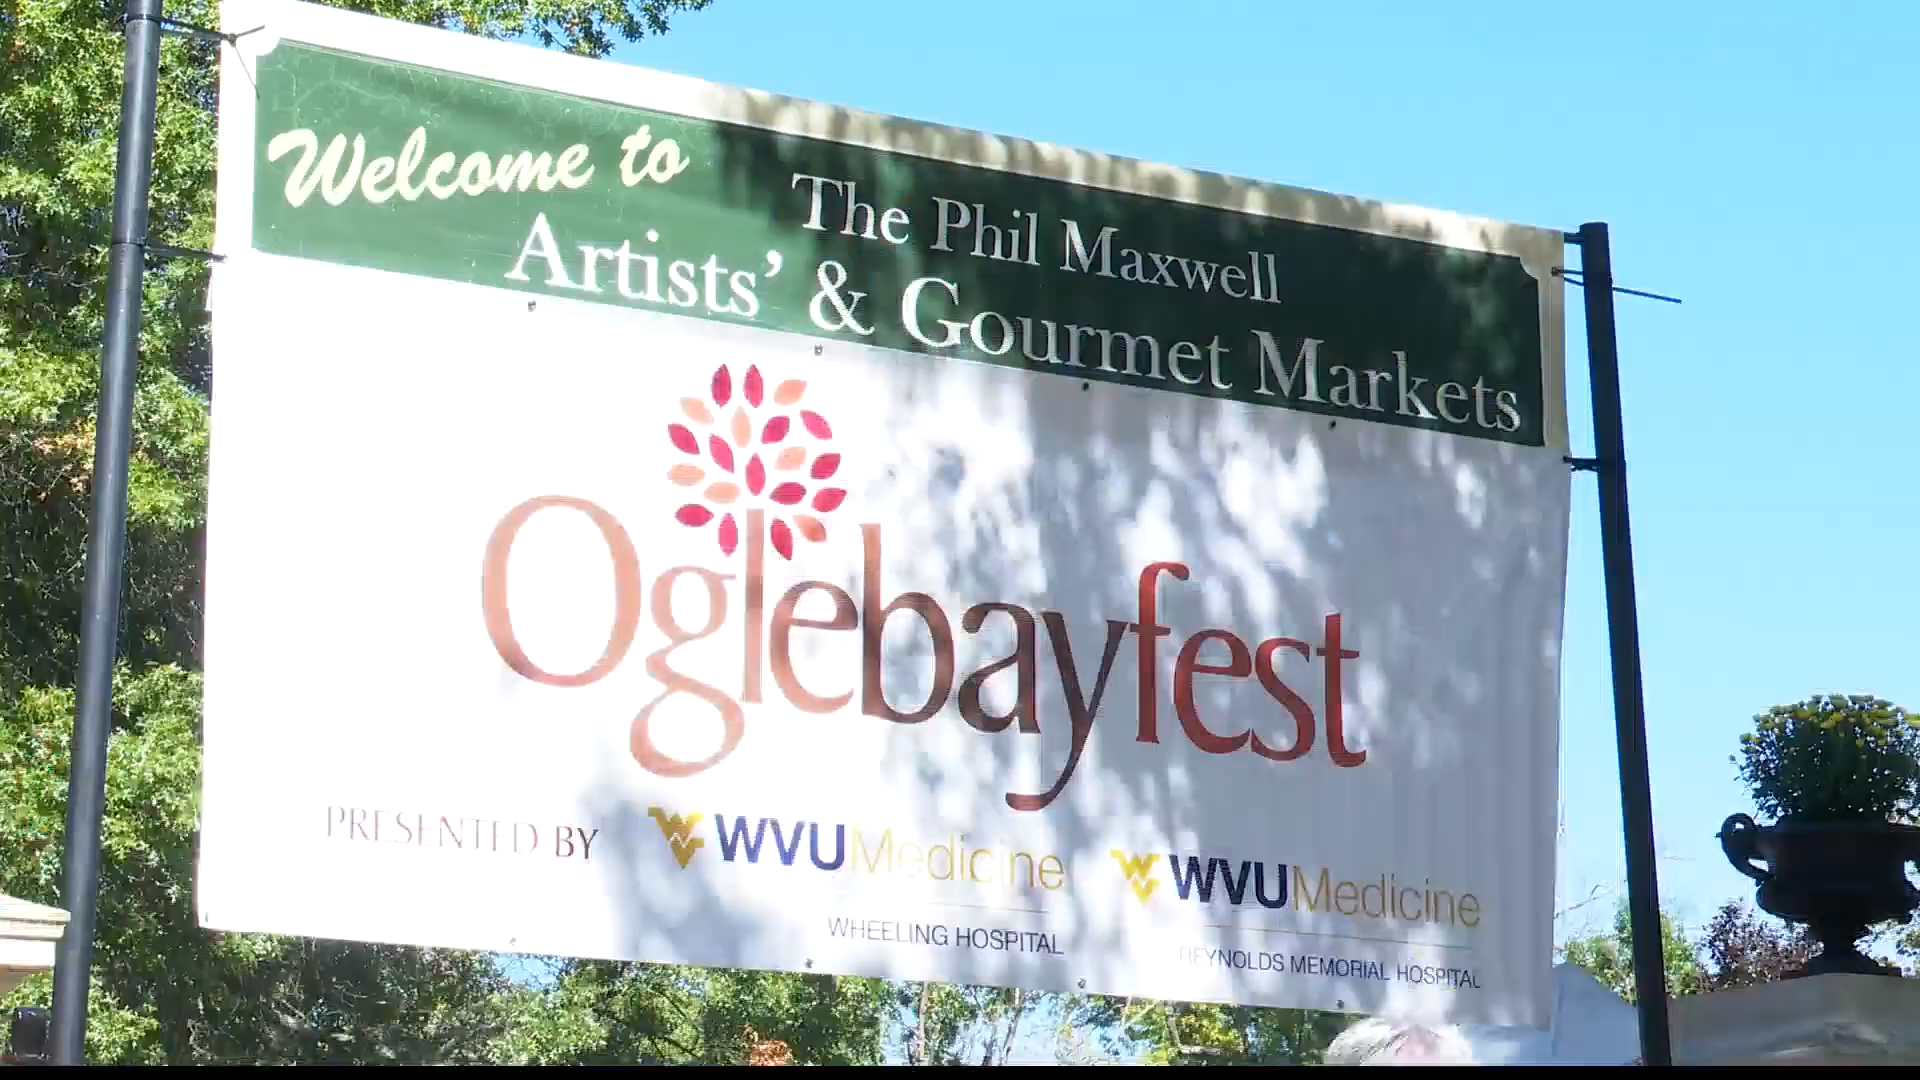 Welcome to
The Phil Maxwell
Artists' & Gourmet Markets
Oglebayfest
PRESENTED BY
WVUMedicine
WHEELING HOSPITAL
WVUMedicine
REYNOLDS MEMORIAL HOSPITAL